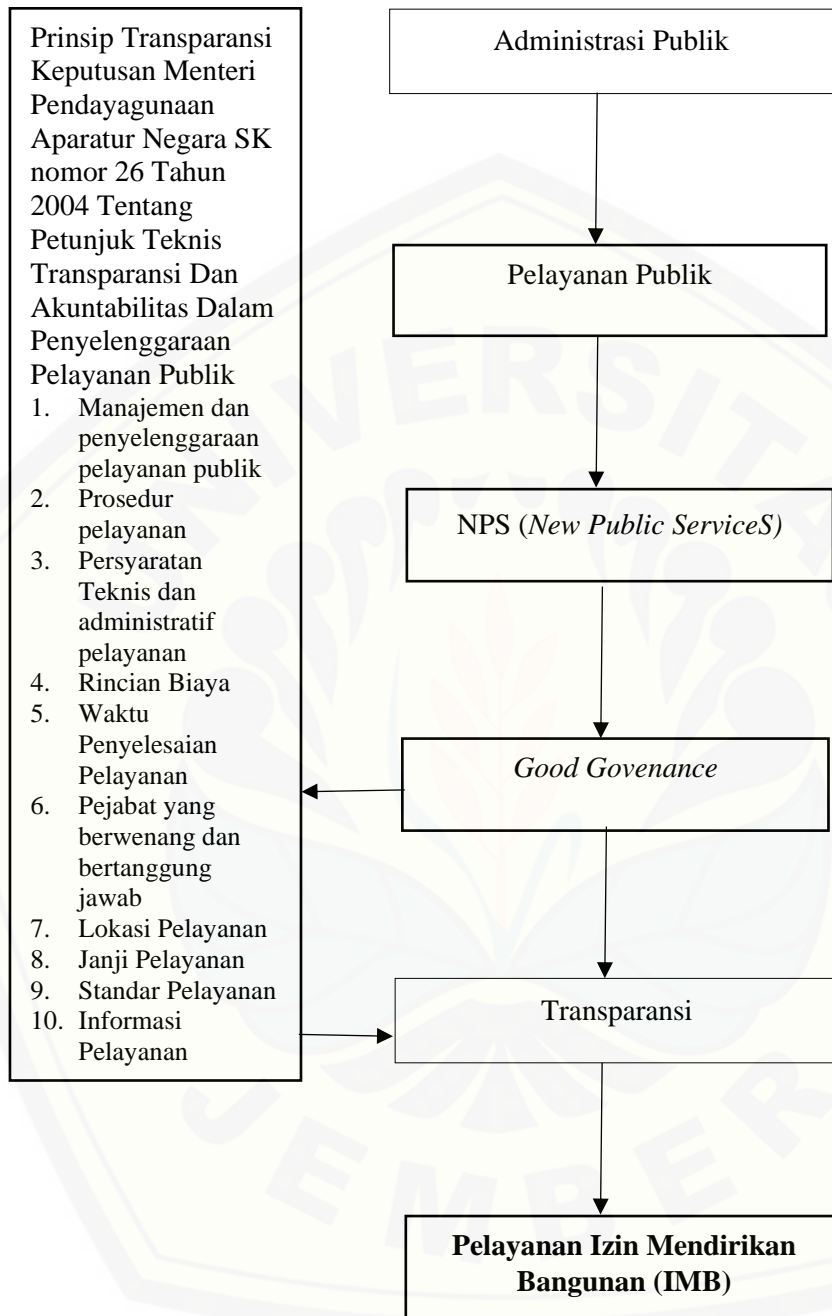 Prinsip Transparansi
Keputusan Menteri
Pendayagunaan
Aparatur Negara SK
nomor 26 Tahun
2004 Tentang
Petunjuk Teknis
Transparansi Dan
Akuntabilitas Dalam
Penyelenggaraan
Pelayanan Publik
1. Manajemen dan
penyelenggaraan
pelayanan publik
2. Prosedur
pelayanan
3. Persyaratan
Teknis dan
administratif
pelayanan
4. Rincian Biaya
5. Waktu
Penyelesaian
Pelayanan
6. Pejabat yang
berwenang dan
bertanggung
jawab
7. Lokasi Pelayanan
8. Janji Pelayanan
9. Standar Pelayanan
10. Informasi
Pelayanan
Administrasi Publik
Pelayanan Publik
NPS (New Public ServiceS)
Good Govenance
Transparansi
Pelayanan Izin Mendirikan
Bangunan (IMB)
UNIVERSITA
JEMBER